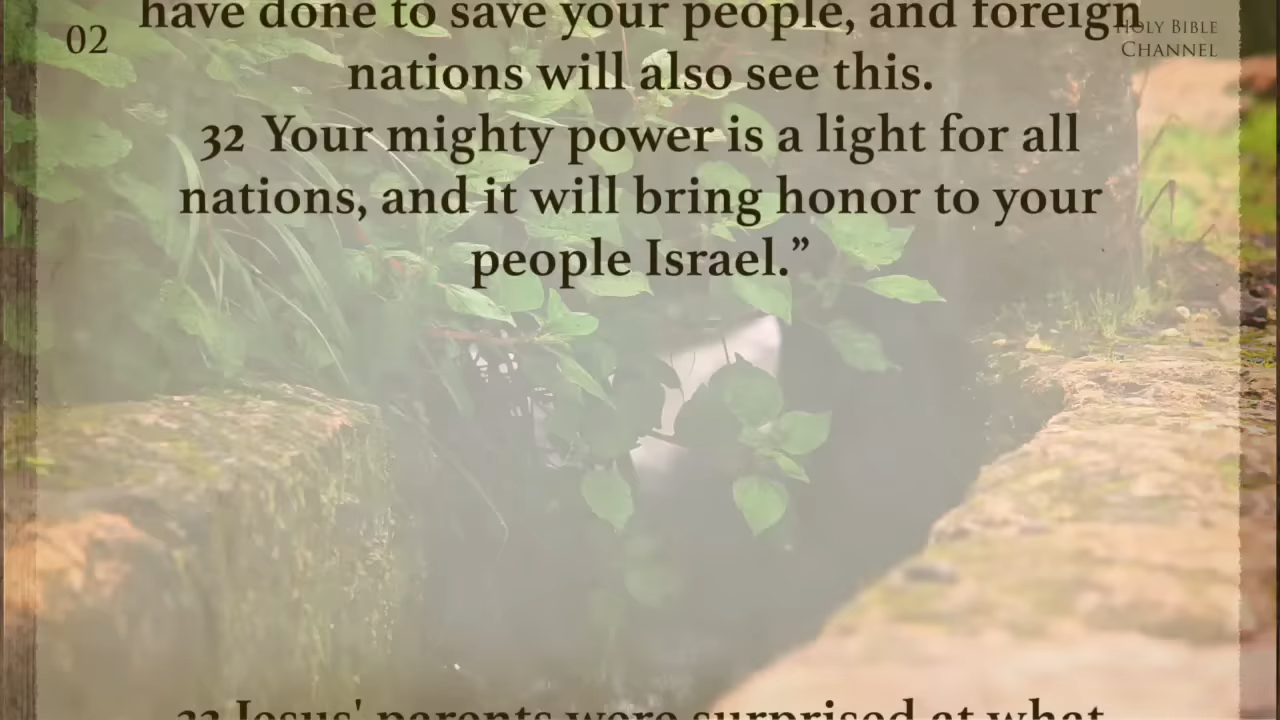 02
have done to save your people, and foreign
HOLY BIBLE
CHANNEL
nations will also see this.
32 Your mighty power is a light for all
nations, and it will bring honor to your
people Israel.”
33 Jesus' parents were surprised at what